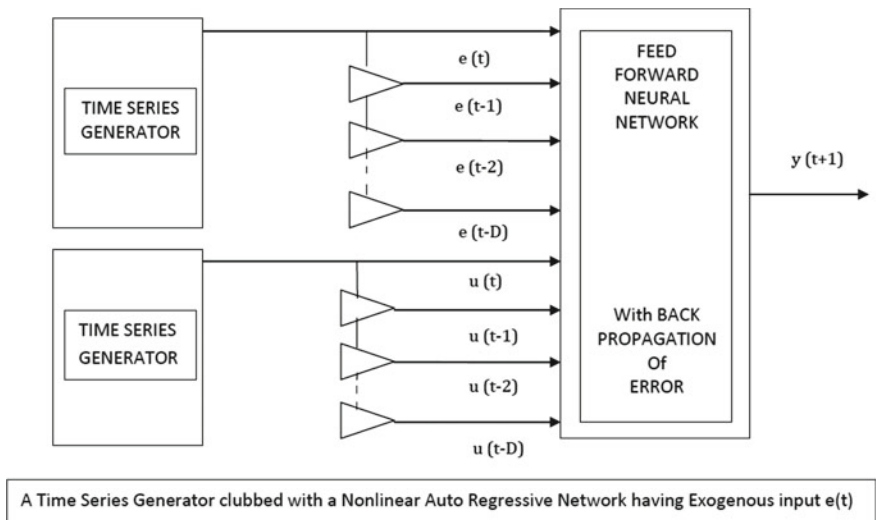 TIME SERIES
GENERATOR
e (t)
e (t-1)
e (t-2)
e (t-D)
TIME SERIES
GENERATOR
u (t)
u (t-1)
u (t-2)
u (t-D)
FEED
FORWARD
NEURAL
NETWORK
With BACK
PROPAGATION
Of
ERROR
y (t+1)
A Time Series Generator clubbed with a Nonlinear Auto Regressive Network having Exogenous input e(t)